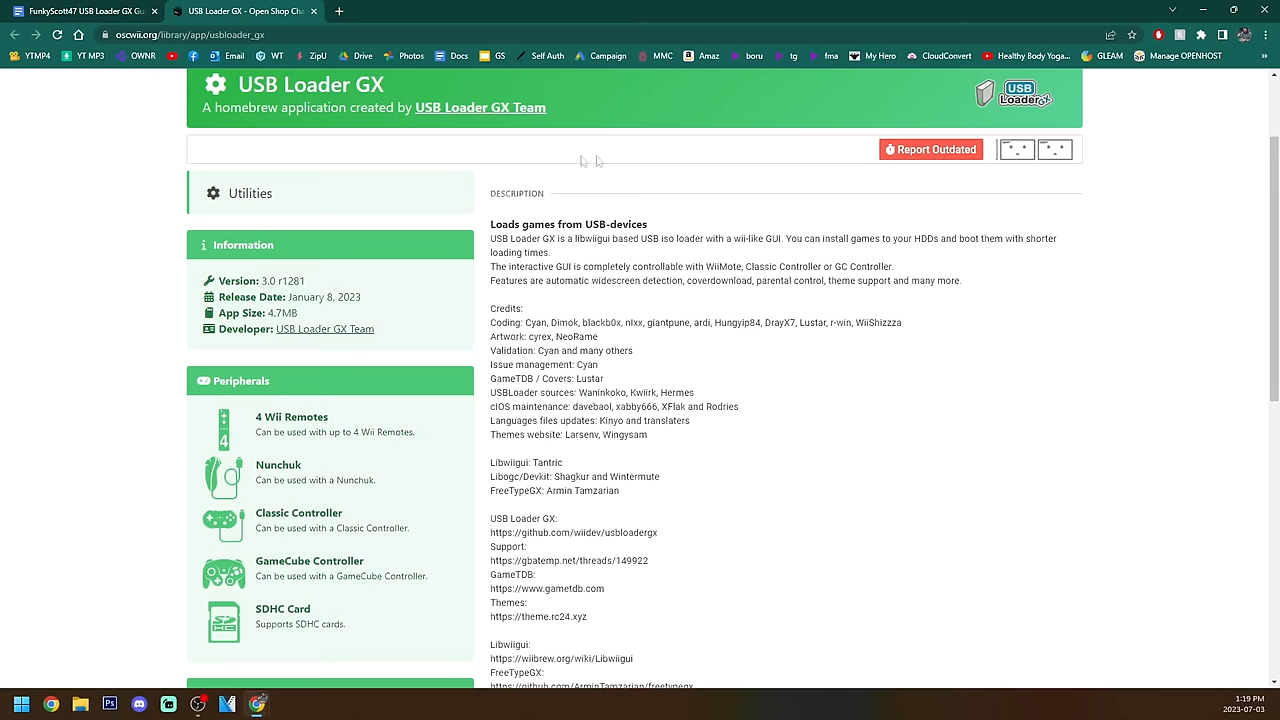 FunkyScott47 USB Loader GX Gu
USB Loader GX - Open Shop Cha
oscwii.org/library/app/usbloader_gx
YTMP4 YT MP3 OWNR Email WT ZipU Drive Photos Docs GS Self Auth Campaign MMC Amaz boru tg fma My Hero CloudConvert Healthy Body Yoga... GLEAM Manage OPENHOST »
USB Loader GX
A homebrew application created by USB Loader GX Team
USB
Loader GX
Report Outdated
Utilities
Information
Version: 3.0 r1281
Release Date: January 8, 2023
App Size: 4.7MB
Developer: USB Loader GX Team
Peripherals
4
4 Wii Remotes
Can be used with up to 4 Wii Remotes.
Nunchuk
Can be used with a Nunchuk.
Classic Controller
Can be used with a Classic Controller.
GameCube Controller
Can be used with a GameCube Controller.
SDHC Card
Supports SDHC cards.
DESCRIPTION
Loads games from USB-devices
USB Loader GX is a libwiigui based USB iso loader with a wii-like GUI. You can install games to your HDDs and boot them with shorter
loading times.
The interactive GUI is completely controllable with WiiMote, Classic Controller or GC Controller.
Features are automatic widescreen detection, coverdownload, parental control, theme support and many more.
Credits:
Coding: Cyan, Dimok, blackb0x, nIxx, giantpune, ardi, Hungyip84, DrayX7, Lustar, r-win, WiiShizzza
Artwork: cyrex, NeoRame
Validation: Cyan and many others
Issue management: Cyan
GameTDB / Covers: Lustar
USBLoader sources: Waninkoko, Kwiirk, Hermes
cIOS maintenance: davebaol, xabby666, XFlak and Rodries
Languages files updates: Kinyo and translaters
Themes website: Larsenv, Wingysam
Libwiigui: Tantric
Libogc/Devkit: Shagkur and Wintermute
FreeTypeGX: Armin Tamzarian
USB Loader GX:
https://github.com/wiidev/usbloadergx
Support:
https://gbatemp.net/threads/149922
GameTDB:
https://www.gametdb.com
Themes:
https://theme.rc24.xyz
Libwiigui:
https://wiibrew.org/wiki/Libwiigui
FreeTypeGX:
https://github.com/ArminTamzarian/freetypegx
1:19 PM
2023-07-03